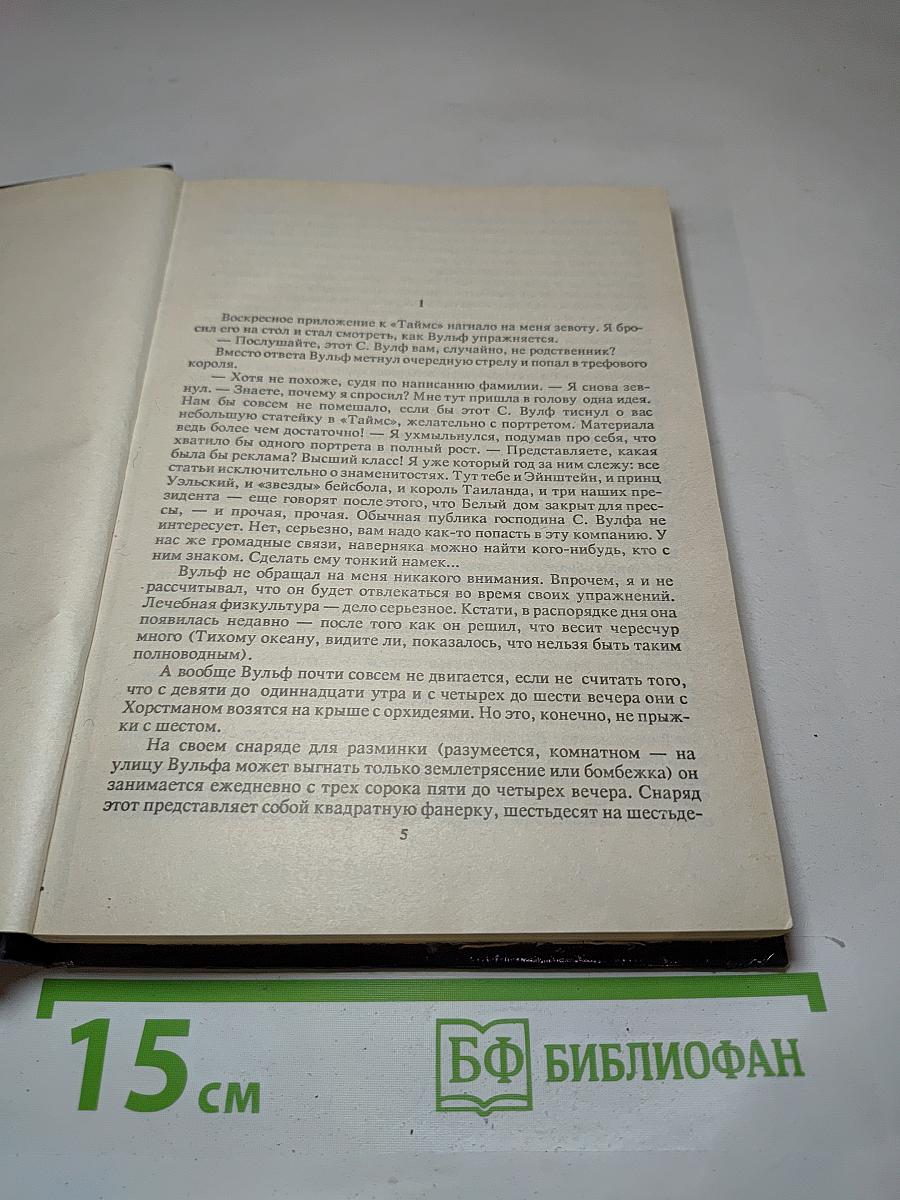 1
Воскресное приложение к «Таймс» нагнало на меня зевоту. Я бро-
сил его на стол и стал смотреть, как Вульф упражняется.
— Послушайте, этот С. Вулф вам, случайно, не родственник?
Вместо ответа Вульф метнул очередную стрелу и попал в трефового
короля.
— Хотя не похоже, судя по написанию фамилии. — Я снова зев-
нул. — Знаете, почему я спросил? Мне тут пришла в голову одна идея.
Нам бы совсем не помешало, если бы этот С. Вулф тиснул о вас
небольшую статейку в «Таймс», желательно с портретом. Материала
ведь более чем достаточно! — Я ухмыльнулся, подумав про себя, что
хватило бы одного портрета в полный рост. — Представляете, какая
была бы реклама? Высший класс! Я уже который год за ним слежу: все
статьи исключительно о знаменитостях. Тут тебе и Эйнштейн, и принц
Уэльский, и «звезды» бейсбола, и король Таиланда, и три наших пре-
зидента — еще говорят после этого, что Белый дом закрыт для прес-
сы, — и прочая, прочая. Обычная публика господина С. Вулфа не
интересует. Нет, серьезно, вам надо как-то попасть в эту компанию. У
нас же громадные связи, наверняка можно найти кого-нибудь, кто с
ним знаком. Сделать ему тонкий намек...
Вульф не обращал на меня никакого внимания. Впрочем, я и не
рассчитывал, что он будет отвлекаться во время своих упражнений.
Лечебная физкультура — дело серьезное. Кстати, в распорядке дня она
появилась недавно — после того как он решил, что весит чересчур
много (Тихому океану, видите ли, показалось, что нельзя быть таким
полноводным).
А вообще Вульф почти совсем не двигается, если не считать того,
что с девяти до одиннадцати утра и с четырех до шести вечера они с
Хорстманом возятся на крыше с орхидеями. Но это, конечно, не прыж-
ки с шестом.
На своем снаряде для разминки (разумеется, комнатном — на
улицу Вульфа может выгнать только землетрясение или бомбежка) он
занимается ежедневно с трех сорока пяти до четырех вечера. Снаряд
этот представляет собой квадратную фанерку, шестьдесят на шестьде-
5
15 см
БФ БИБЛИОФАН